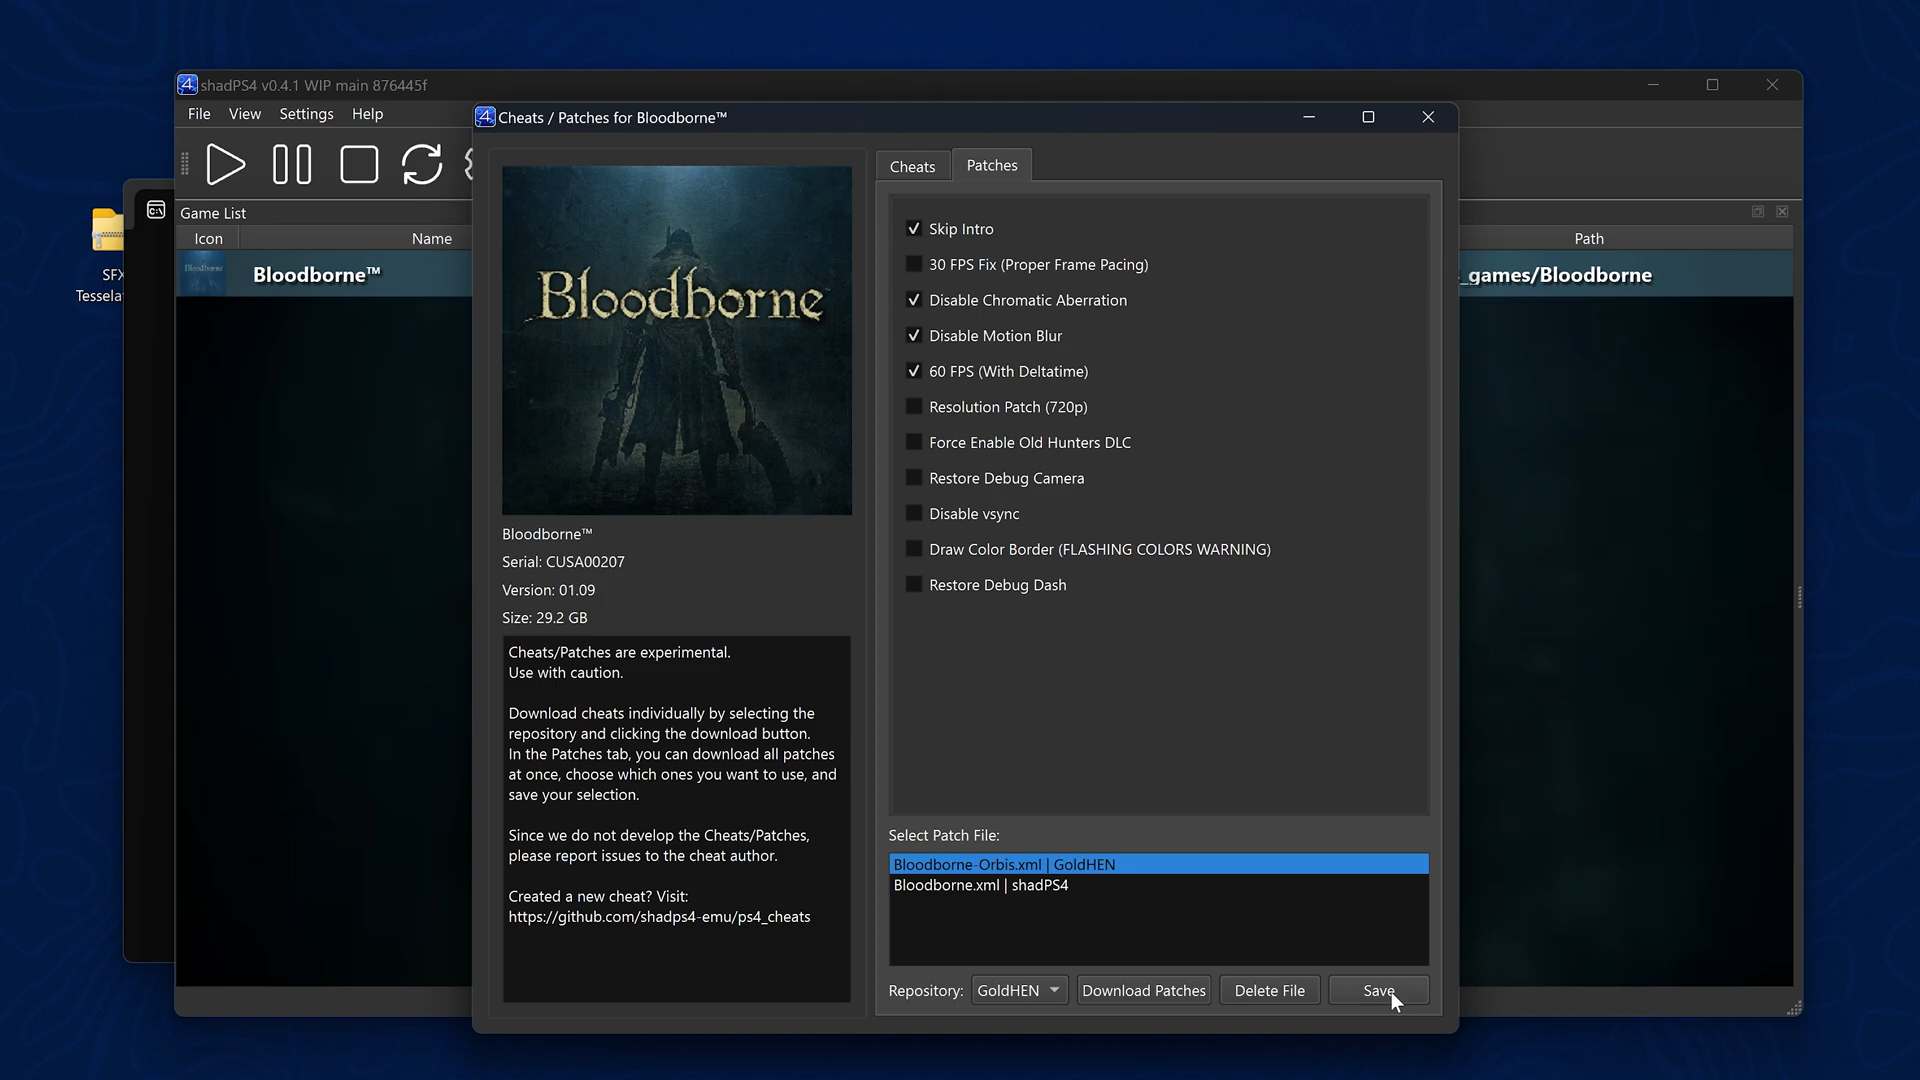 shadPS4 v0.4.1 WIP main 876445f
File View Settings Help
Cheats / Patches for Bloodborne™
Game List
Icon Name Path
Bloodborne™
_games/Bloodborne
SFX
Tessela
Bloodborne
Bloodborne™
Serial: CUSA00207
Version: 01.09
Size: 29.2 GB
Cheats/Patches are experimental.
Use with caution.
Download cheats individually by selecting the
repository and clicking the download button.
In the Patches tab, you can download all patches
at once, choose which ones you want to use, and
save your selection.
Since we do not develop the Cheats/Patches,
please report issues to the cheat author.
Created a new cheat? Visit:
https://github.com/shadps4-emu/ps4_cheats
Cheats Patches
Skip Intro
30 FPS Fix (Proper Frame Pacing)
Disable Chromatic Aberration
Disable Motion Blur
60 FPS (With Deltatime)
Resolution Patch (720p)
Force Enable Old Hunters DLC
Restore Debug Camera
Disable vsync
Draw Color Border (FLASHING COLORS WARNING)
Restore Debug Dash
Select Patch File:
Bloodborne-Orbis.xml | GoldHEN
Bloodborne.xml | shadPS4
Repository: GoldHEN Download Patches Delete File Save